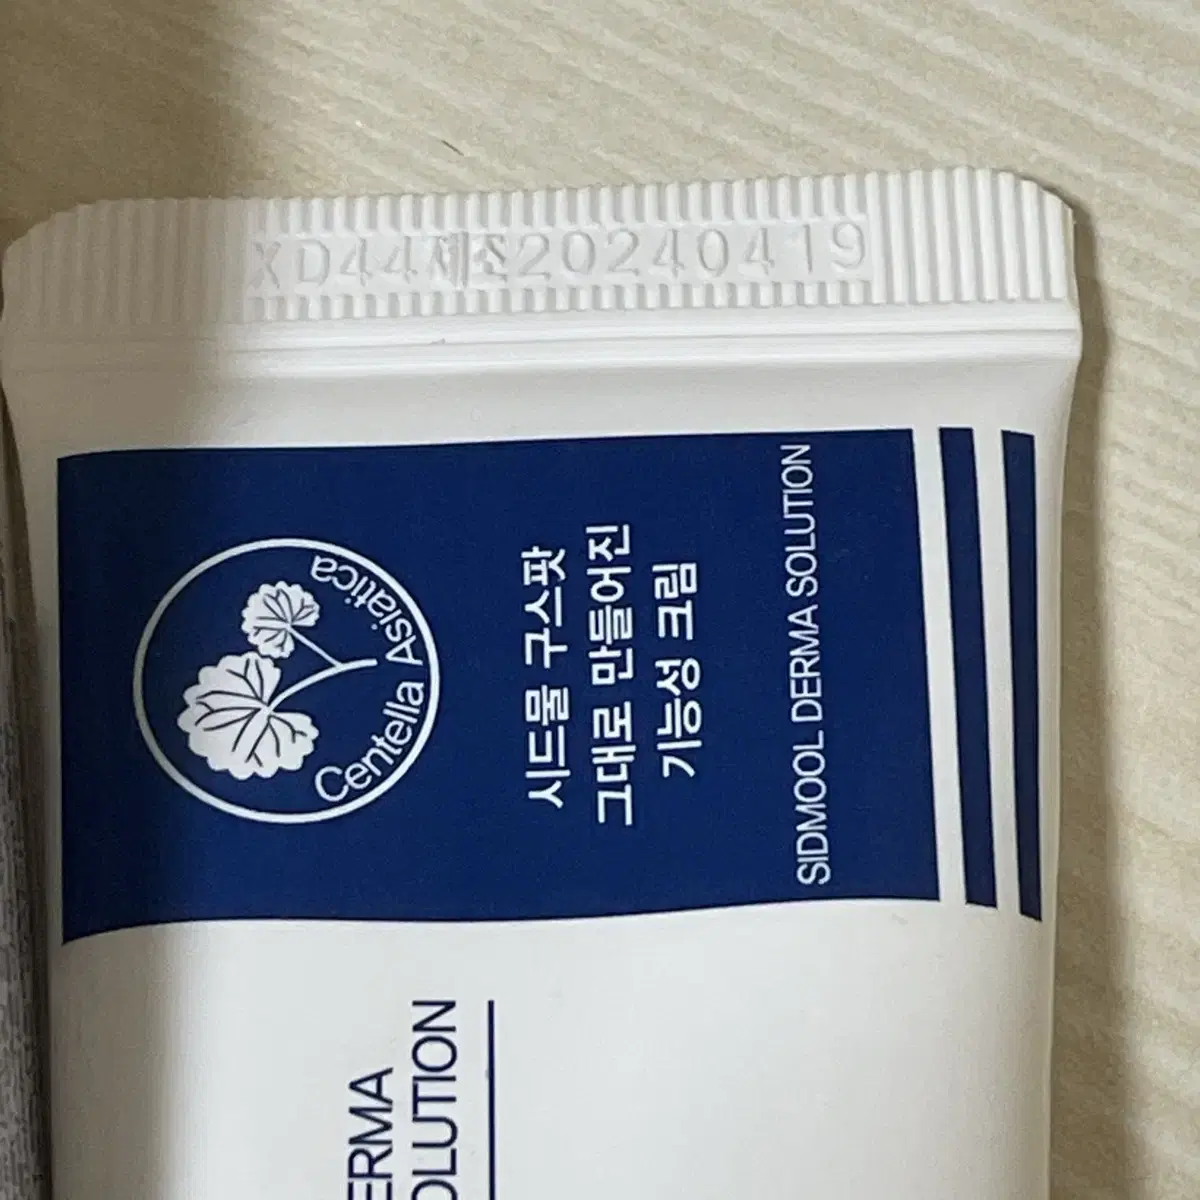 XD44제조20240419
Centella Asiatica
시드물 구스팟
그대로 만들어진
기능성 크림
SIDMOOL DERMA SOLUTION
ERMA
OLUTION